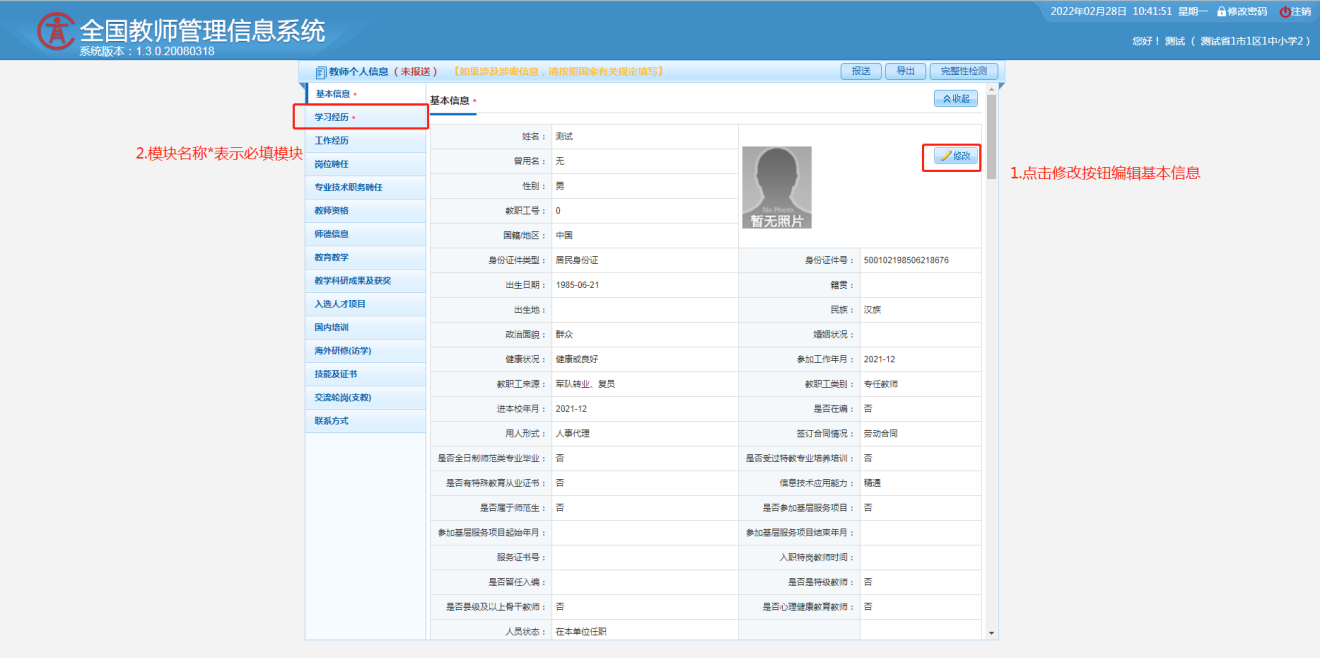 2022年02月28日 10:41:51 星期一 修改密码 注销
全国教师管理信息系统
系统版本：1.3.0.20080318
您好！ 测试 （ 测试省1市1区1中小学2 ）
教师个人信息（未报送） 【如果涉及涉密信息，请按照国家有关规定填写】 报送 导出 完整性检测
基本信息 *
学习经历 *
工作经历
岗位聘任
专业技术职务聘任
教师资格
师德信息
教育教学
教学科研成果及获奖
入选人才项目
国内培训
海外研修(访学)
技能及证书
交流轮岗(支教)
联系方式
2.模块名称*表示必填模块
基本信息 * 收起
姓名： 测试
曾用名： 无
性别： 男
教职工号： 0
国籍/地区： 中国
No Photo
暂无照片
修改
1.点击修改按钮编辑基本信息
身份证件类型： 居民身份证 身份证件号： 500102198506218676
出生日期： 1985-06-21 籍贯：
出生地： 民族： 汉族
政治面貌： 群众 婚姻状况：
健康状况： 健康或良好 参加工作年月： 2021-12
教职工来源： 军队转业、复员 教职工类别： 专任教师
进本校年月： 2021-12 是否在编： 否
用人形式： 人事代理 签订合同情况： 劳动合同
是否全日制师范类专业毕业： 否 是否受过特教专业培养培训： 否
是否有特殊教育从业证书： 否 信息技术应用能力： 精通
是否属于师范生： 否 是否参加基层服务项目： 否
参加基层服务项目起始年月： 参加基层服务项目结束年月：
服务证书号： 入职特岗教师时间：
是否留任入编： 是否是特级教师： 否
是否县级及以上骨干教师： 否 是否心理健康教育教师： 否
人员状态： 在本单位任职